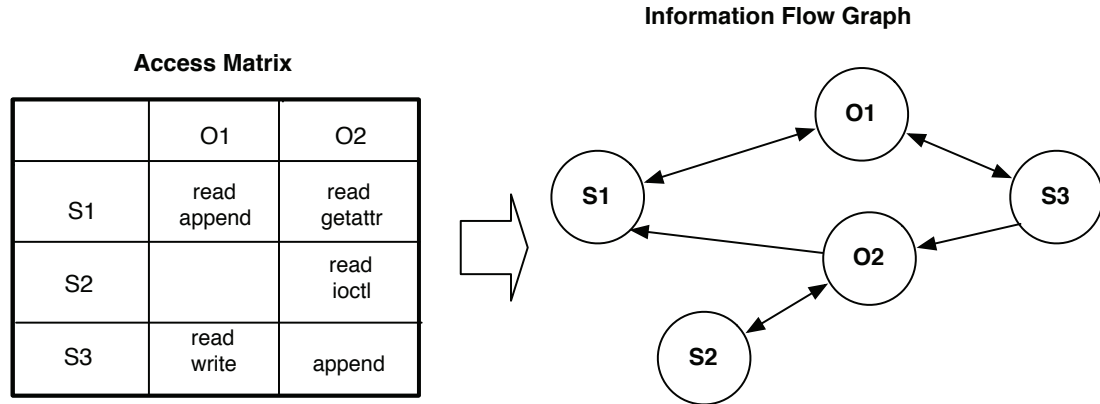 Information Flow Graph
Access Matrix
O1 O2
S1 read append read getattr
S2 read ioctl
S3 read write append
O1
S1
S3
O2
S2